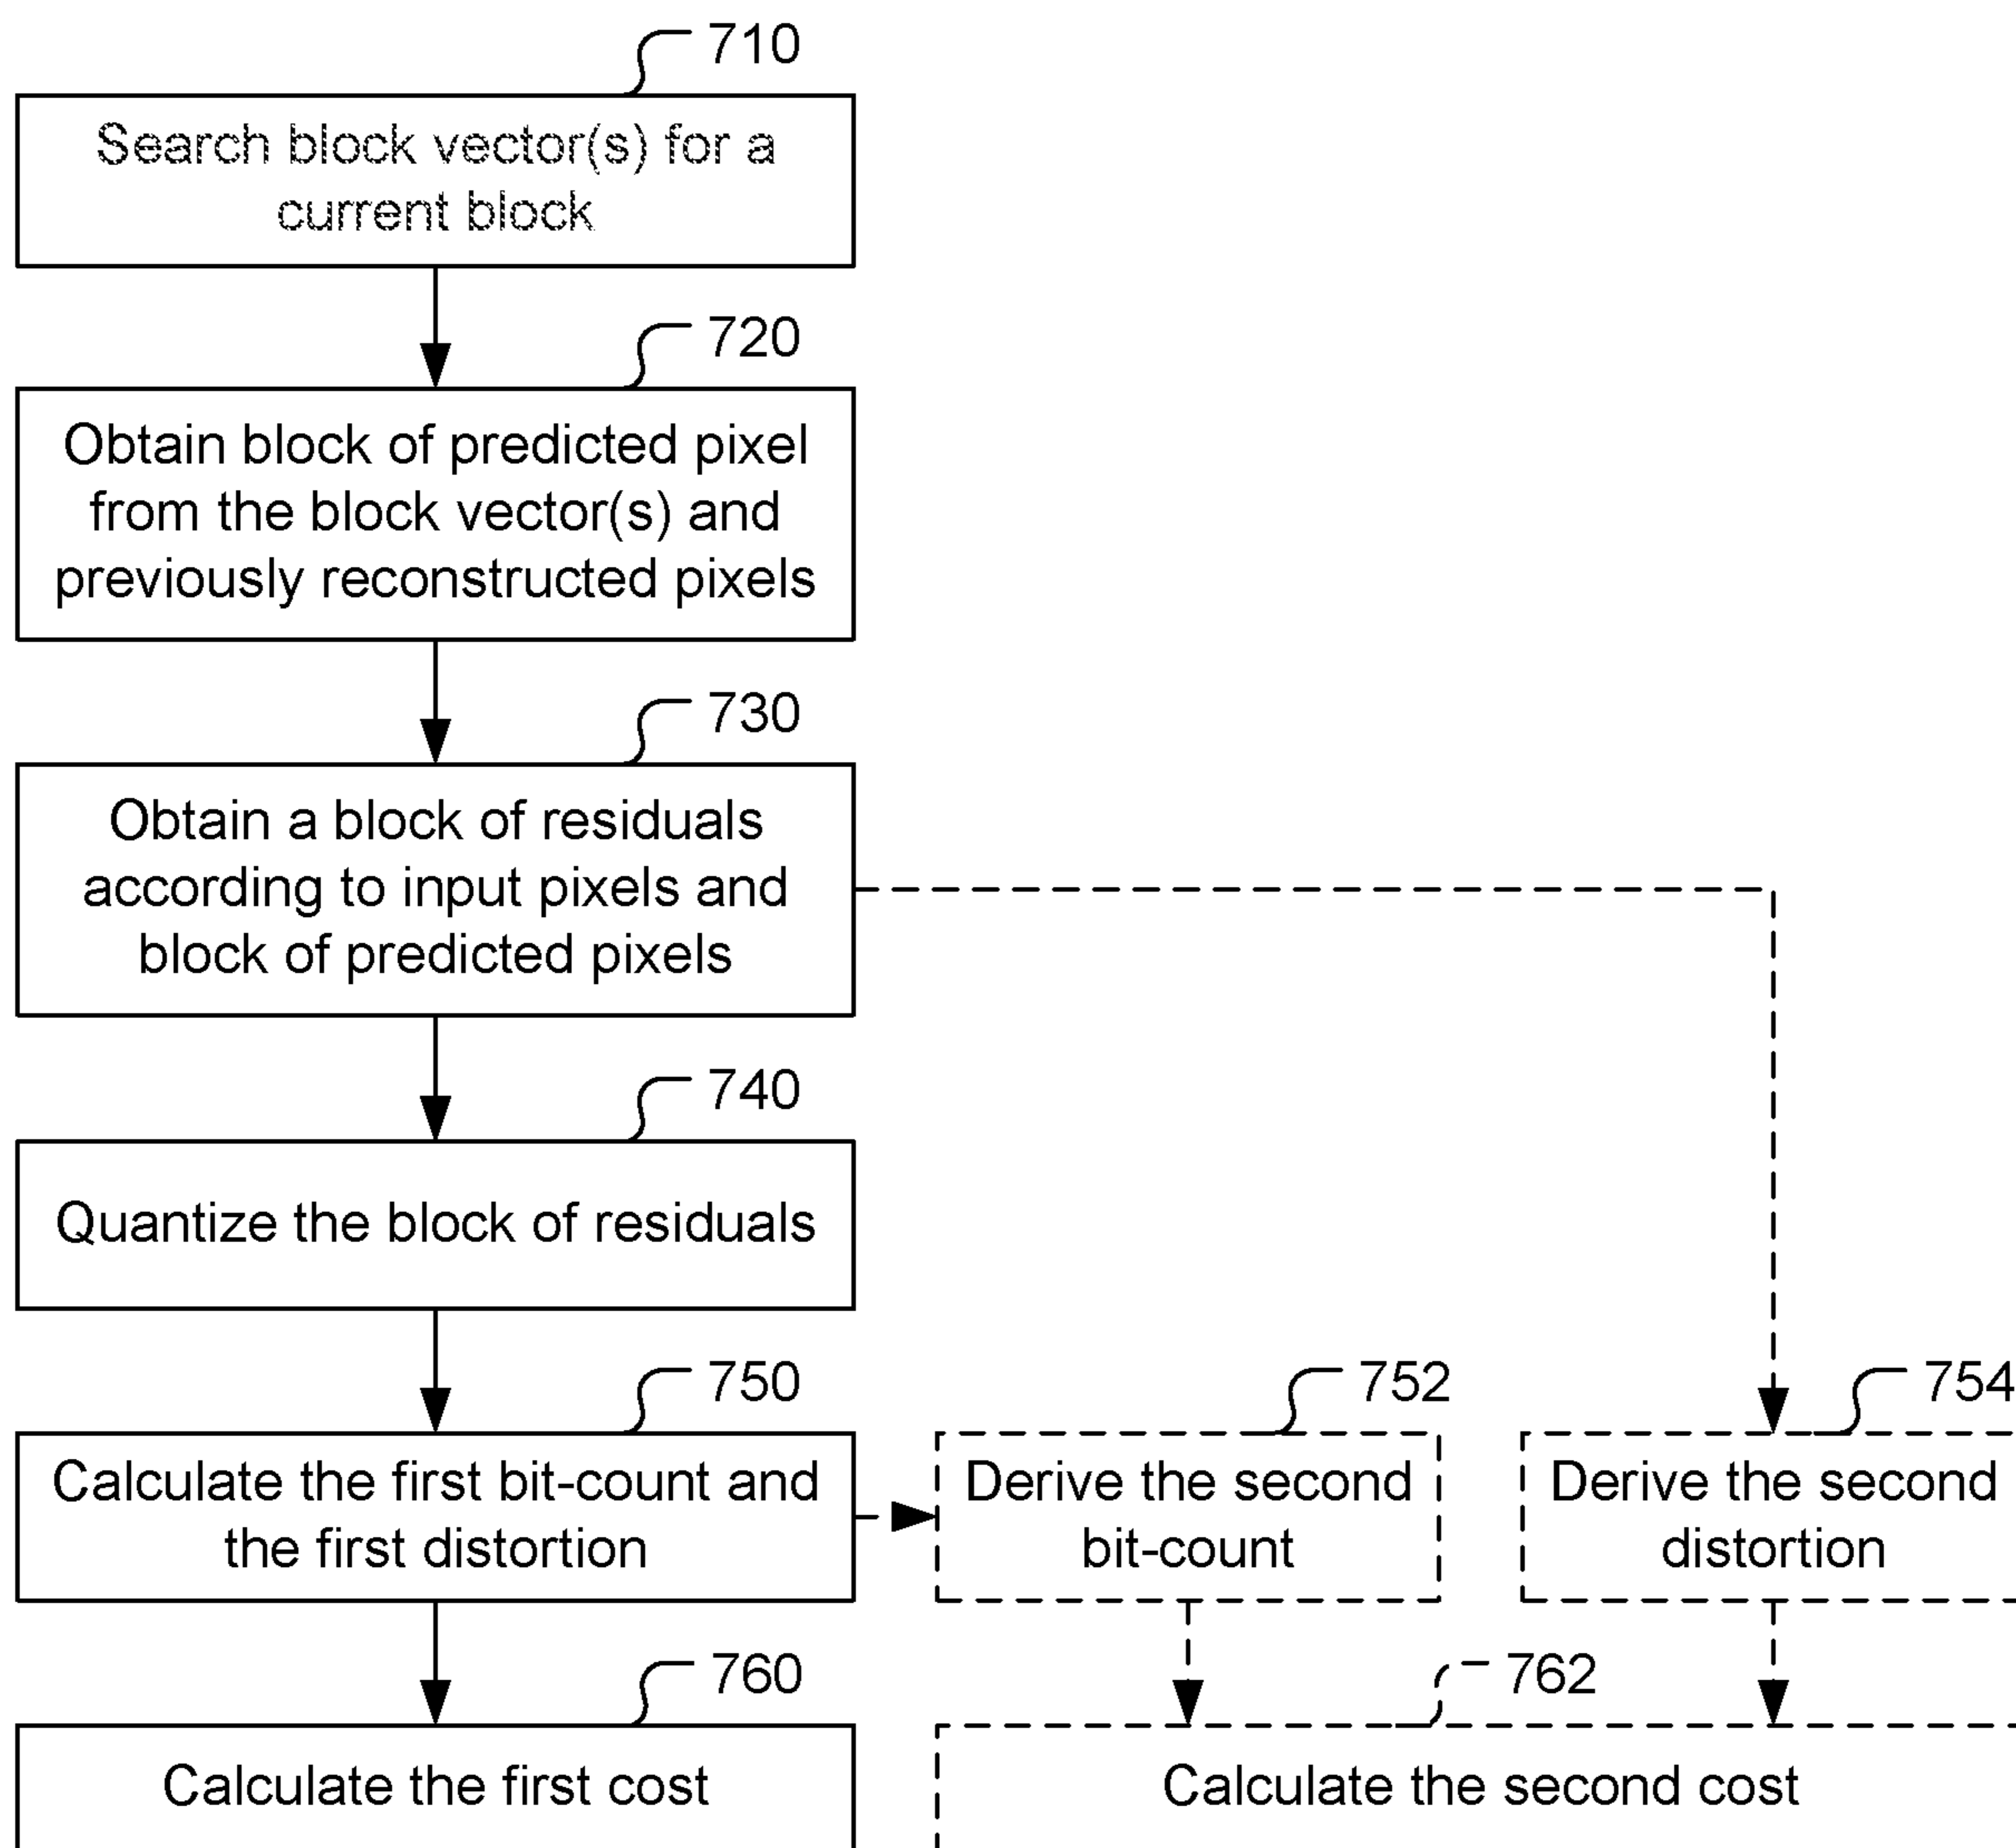 710
Search block vector(s) for a
current block
720
Obtain block of predicted pixel
from the block vector(s) and
previously reconstructed pixels
730
Obtain a block of residuals
according to input pixels and
block of predicted pixels
740
Quantize the block of residuals
750
Calculate the first bit-count and
the first distortion
752
Derive the second
bit-count
754
Derive the second
distortion
760
Calculate the first cost
762
Calculate the second cost